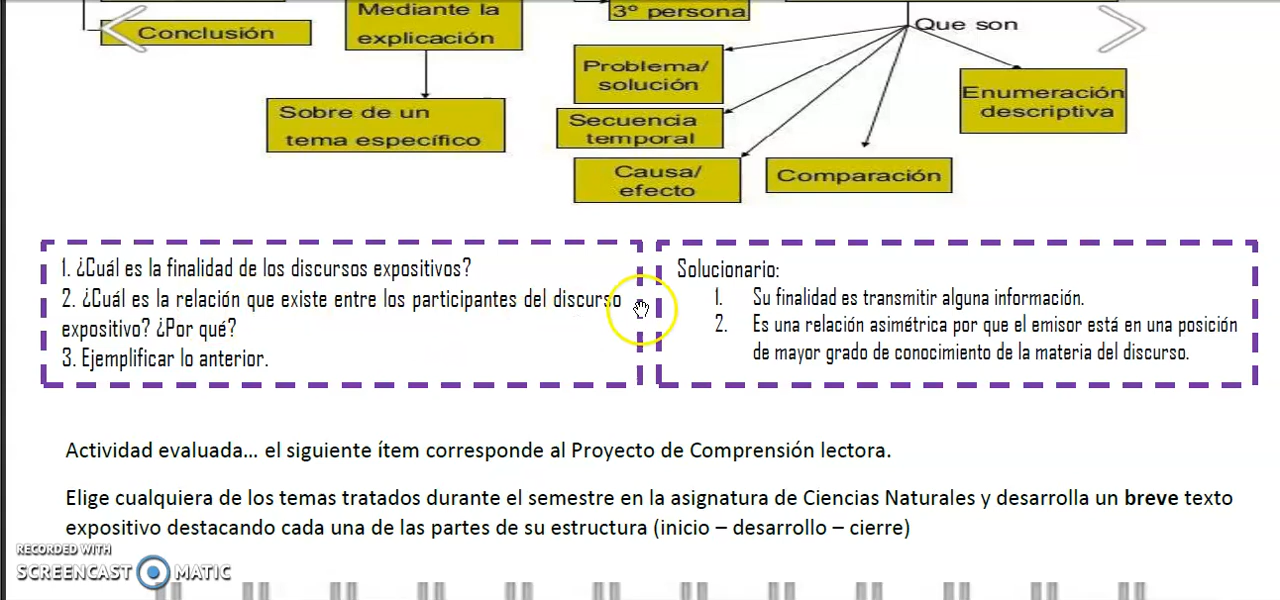 Conclusión
Mediante la
explicación
Sobre de un
tema específico
3º persona
Que son
Problema/
solución
Secuencia
temporal
Causa/
efecto
Comparación
Enumeración
descriptiva
1. ¿Cuál es la finalidad de los discursos expositivos?
2. ¿Cuál es la relación que existe entre los participantes del discurso
expositivo? ¿Por qué?
3. Ejemplificar lo anterior.
Solucionario:
1. Su finalidad es transmitir alguna información.
2. Es una relación asimétrica por que el emisor está en una posición
de mayor grado de conocimiento de la materia del discurso.
Actividad evaluada... el siguiente ítem corresponde al Proyecto de Comprensión lectora.
Elige cualquiera de los temas tratados durante el semestre en la asignatura de Ciencias Naturales y desarrolla un breve texto
expositivo destacando cada una de las partes de su estructura (inicio – desarrollo – cierre)
RECORDED WITH
SCREENCAST MATIC